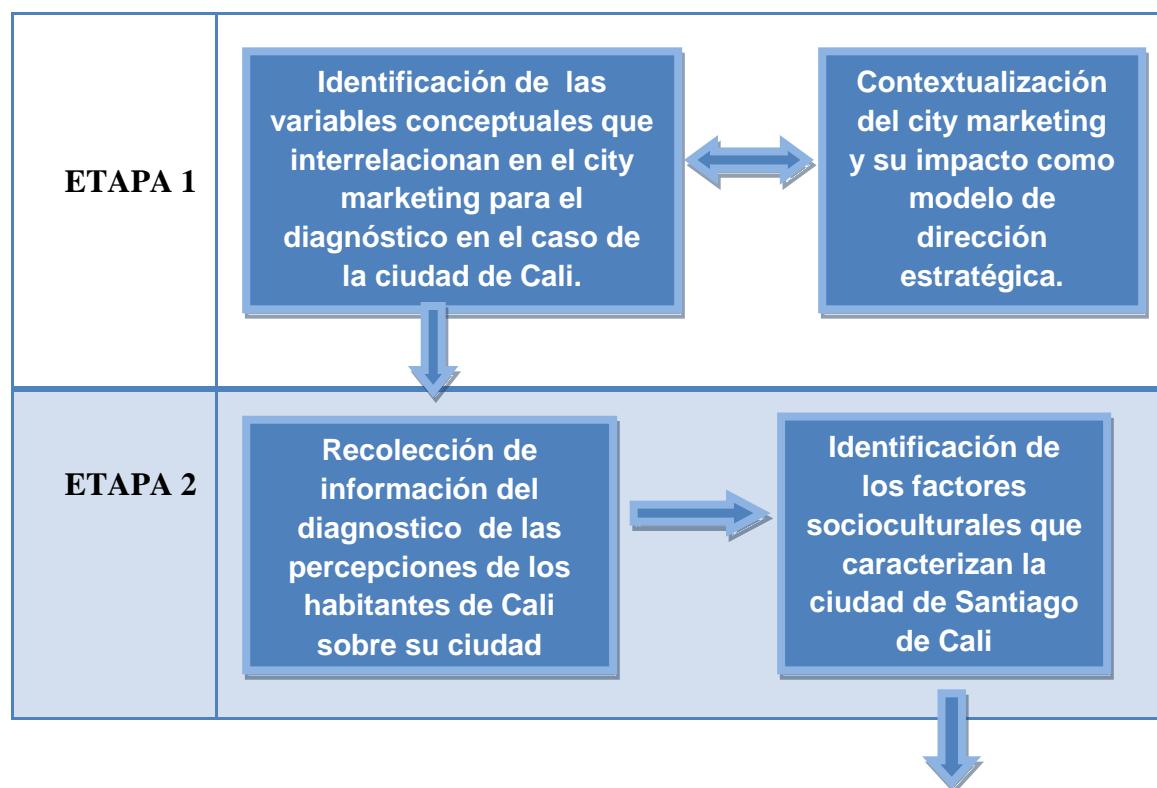 ETAPA 1
Identificación de las
variables conceptuales que
interrelacionan en el city
marketing para el
diagnóstico en el caso de
la ciudad de Cali.
Contextualización
del city marketing
y su impacto como
modelo de
dirección
estratégica.
ETAPA 2
Recolección de
información del
diagnostico de las
percepciones de los
habitantes de Cali
sobre su ciudad
Identificación de
los factores
socioculturales que
caracterizan la
ciudad de Santiago
de Cali